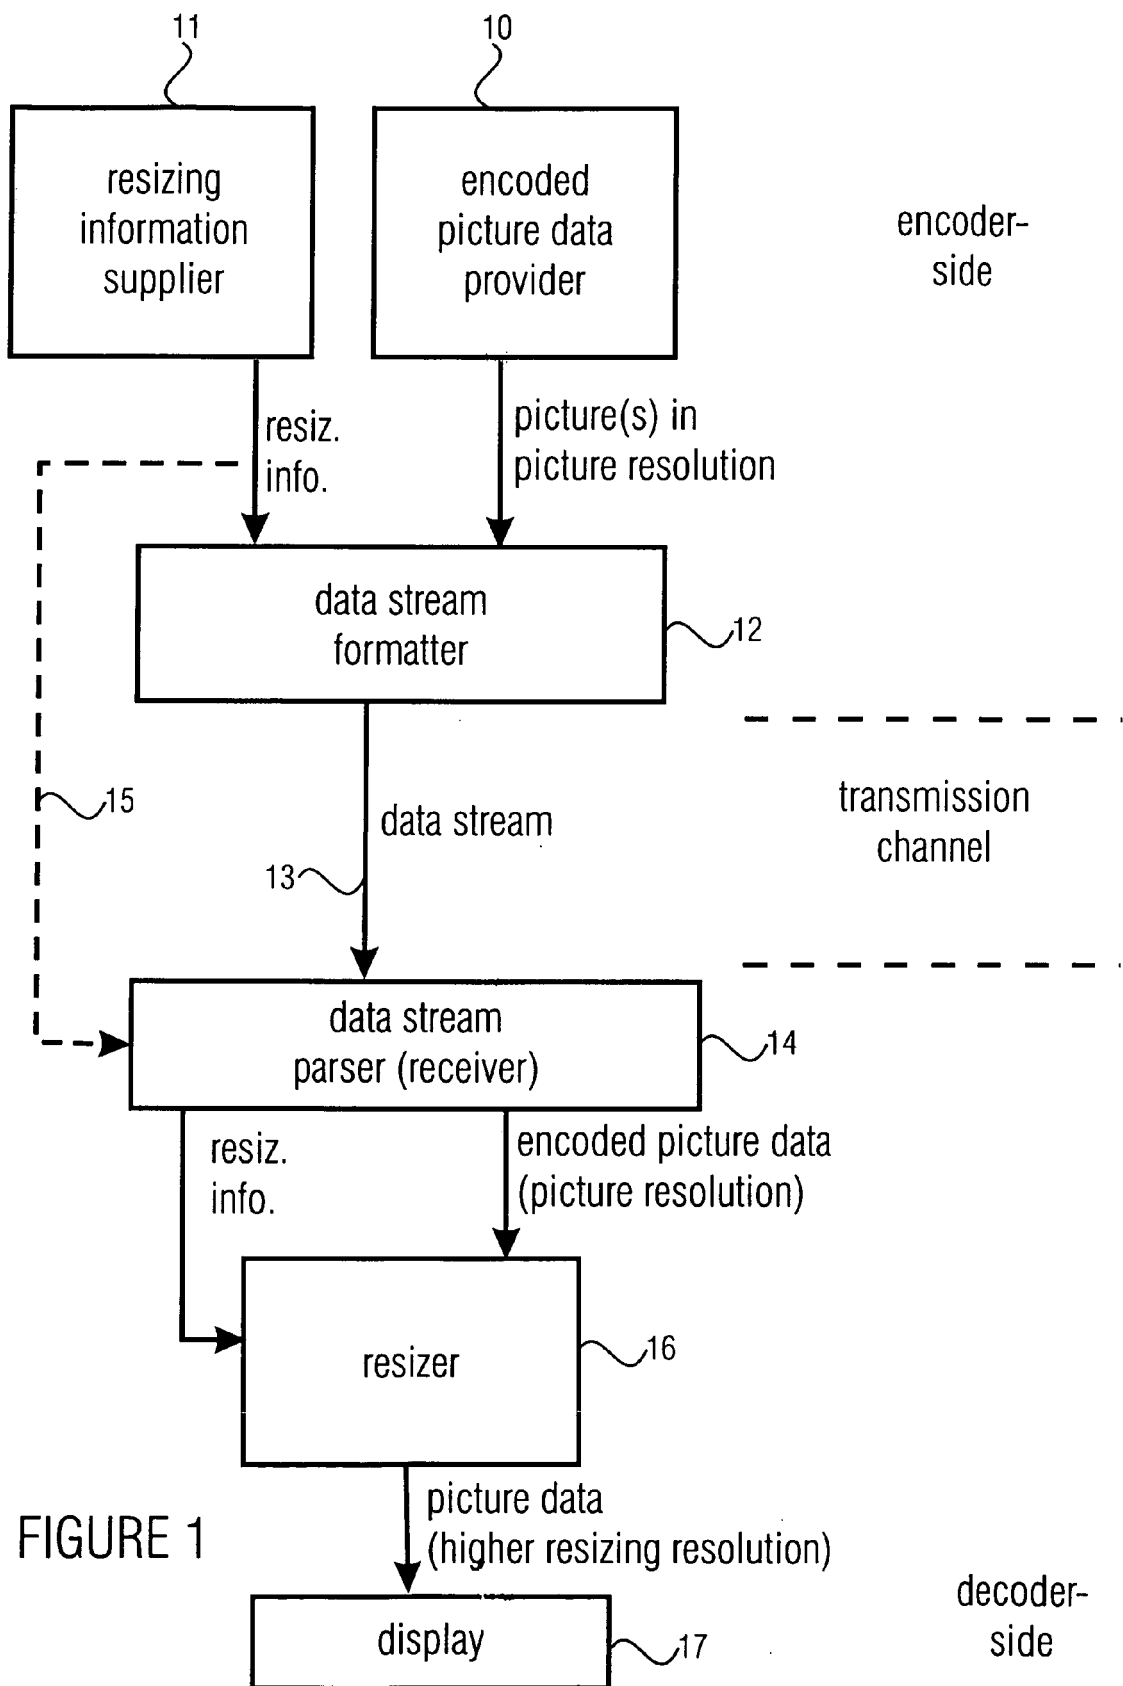 11
10
resizing
information
supplier
encoded
picture data
provider
encoder-
side
resiz.
info.
picture(s) in
picture resolution
data stream
formatter
12
15
data stream
transmission
channel
13
data stream
parser (receiver)
14
resiz.
info.
encoded picture data
(picture resolution)
resizer
16
picture data
(higher resizing resolution)
FIGURE 1
decoder-
side
display
17